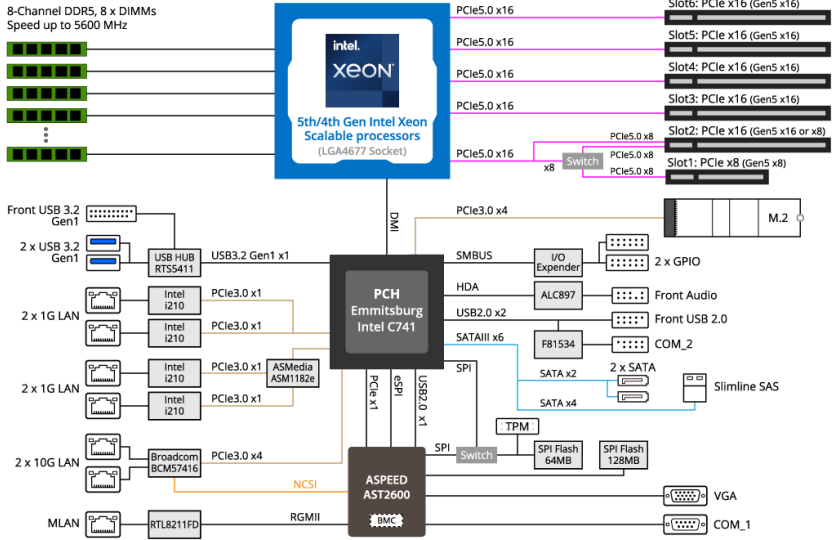 8-Channel DDR5, 8 x DIMMs
Speed up to 5600 MHz
intel.
xeon
5th/4th Gen Intel Xeon
Scalable processors
(LGA4677 Socket)
PCIe5.0 x16
Slot6: PCIe x16 (Gen5 x16)
PCIe5.0 x16
Slot5: PCIe x16 (Gen5 x16)
PCIe5.0 x16
Slot4: PCIe x16 (Gen5 x16)
PCIe5.0 x16
Slot3: PCIe x16 (Gen5 x16)
PCIe5.0 x8
Slot2: PCIe x16 (Gen5 x16 or x8)
PCIe5.0 x16
x8
Switch
PCIe5.0 x8
Slot1: PCIe x8 (Gen5 x8)
PCIe5.0 x8
DMI
PCIe3.0 x4
M.2
Front USB 3.2
Gen1
2 x USB 3.2
Gen1
USB HUB
RTS5411
USB3.2 Gen1 x1
SMBUS
I/O
Expender
2 x GPIO
PCH
Emmitsburg
Intel C741
HDA
ALC897
Front Audio
USB2.0 x2
Front USB 2.0
F81534
COM_2
SATAIII x6
SATA x2
2 x SATA
SATA x4
Slimline SAS
SPI
2 x 1G LAN
Intel
i210
PCIe3.0 x1
Intel
i210
PCIe3.0 x1
2 x 1G LAN
Intel
i210
PCIe3.0 x1
ASMedia
ASM1182e
Intel
i210
PCIe3.0 x1
PCIe x1
eSPI
USB2.0 x1
2 x 10G LAN
Broadcom
BCM57416
PCIe3.0 x4
NCSI
TPM
SPI
Switch
SPI Flash
64MB
SPI Flash
128MB
ASPEED
AST2600
BMC
VGA
MLAN
RTL8211FD
RGMII
COM_1